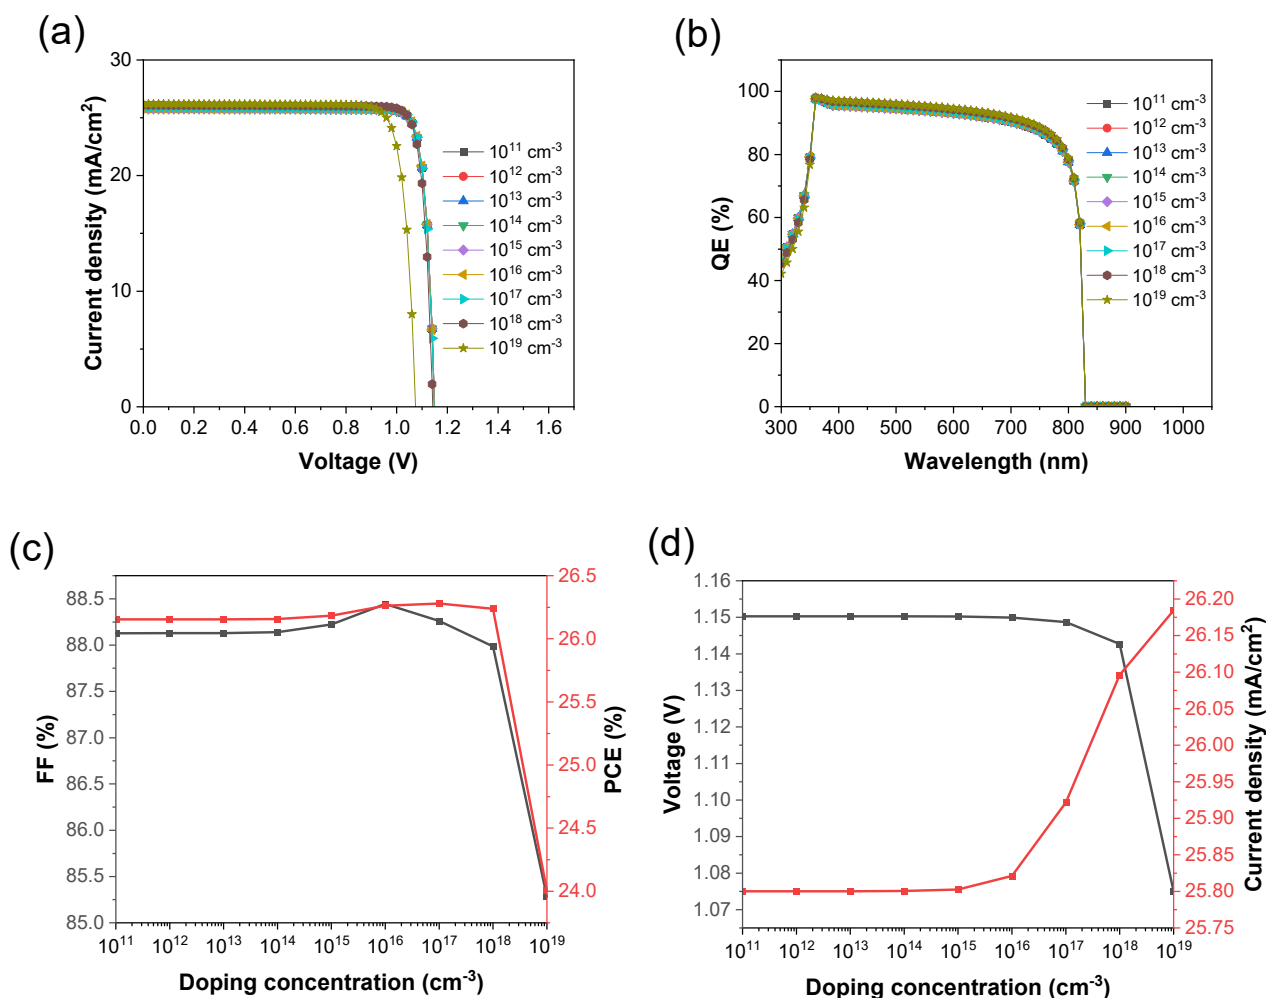 (a)
30
20
10
0
0.0 0.2 0.4 0.6 0.8 1.0 1.2 1.4 1.6
Current density (mA/cm²)
Voltage (V)
10¹¹ cm⁻³
10¹² cm⁻³
10¹³ cm⁻³
10¹⁴ cm⁻³
10¹⁵ cm⁻³
10¹⁶ cm⁻³
10¹⁷ cm⁻³
10¹⁸ cm⁻³
10¹⁹ cm⁻³
(b)
100
80
60
40
20
0
300 400 500 600 700 800 900 1000
QE (%)
Wavelength (nm)
10¹¹ cm⁻³
10¹² cm⁻³
10¹³ cm⁻³
10¹⁴ cm⁻³
10¹⁵ cm⁻³
10¹⁶ cm⁻³
10¹⁷ cm⁻³
10¹⁸ cm⁻³
10¹⁹ cm⁻³
(c)
88.5
88.0
87.5
87.0
86.5
86.0
85.5
85.0
FF (%)
26.5
26.0
25.5
25.0
24.5
24.0
PCE (%)
10¹¹ 10¹² 10¹³ 10¹⁴ 10¹⁵ 10¹⁶ 10¹⁷ 10¹⁸ 10¹⁹
Doping concentration (cm⁻³)
(d)
1.16
1.15
1.14
1.13
1.12
1.11
1.10
1.09
1.08
1.07
Voltage (V)
26.20
26.15
26.10
26.05
26.00
25.95
25.90
25.85
25.80
25.75
Current density (mA/cm²)
10¹¹ 10¹² 10¹³ 10¹⁴ 10¹⁵ 10¹⁶ 10¹⁷ 10¹⁸ 10¹⁹
Doping concentration (cm⁻³)